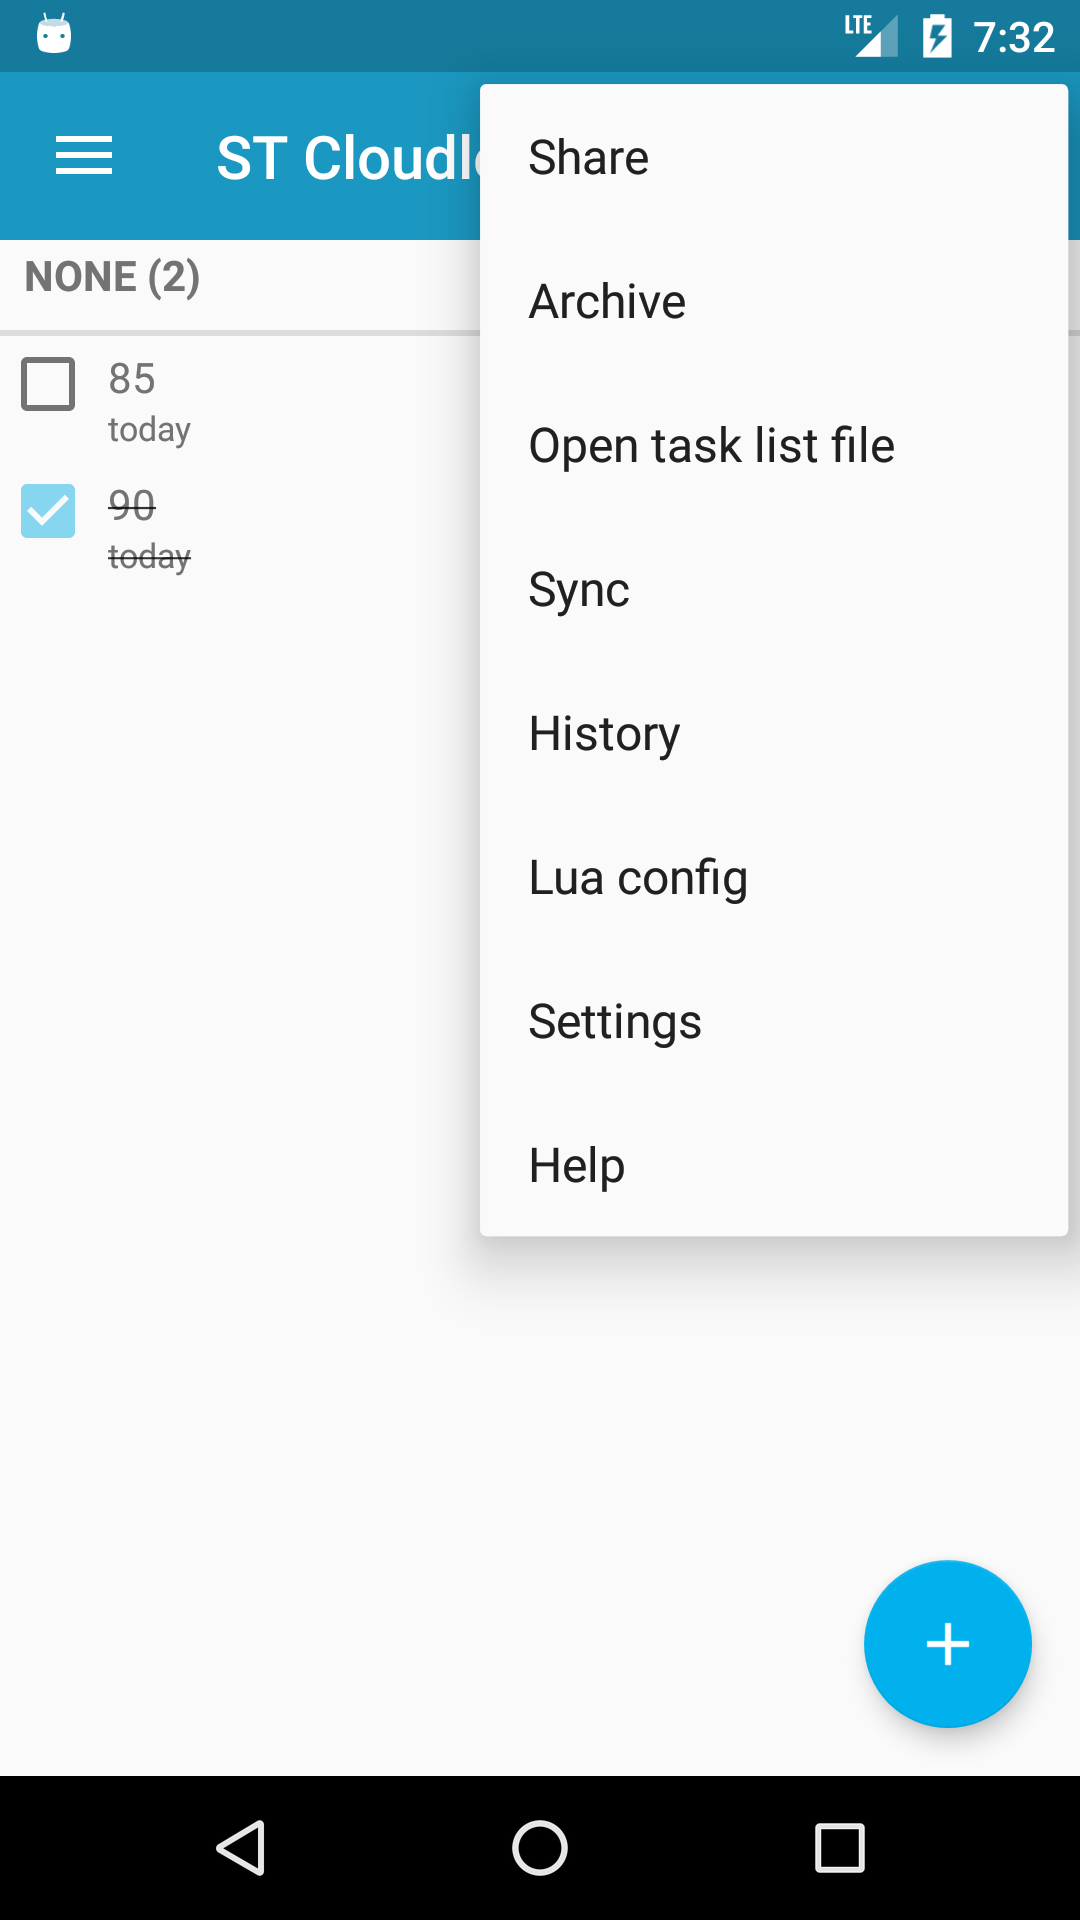 LTE 7:32
ST Cloudl
Share
Archive
Open task list file
Sync
History
Lua config
Settings
Help
NONE (2)
85
today
90
today